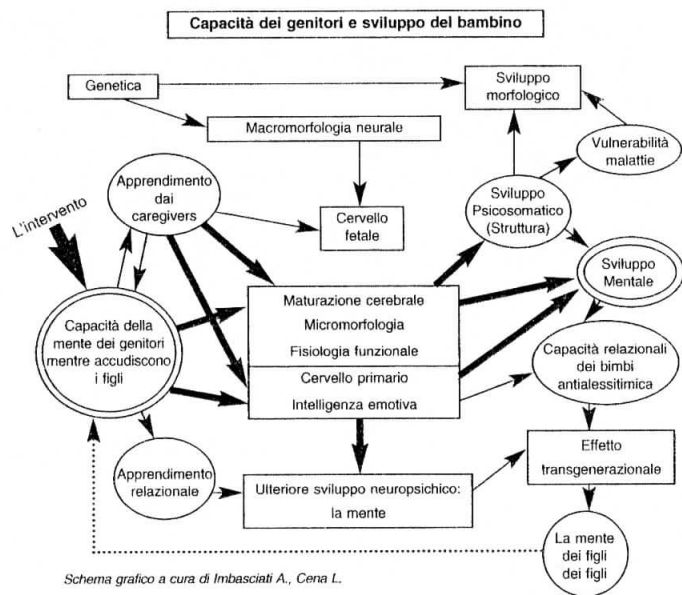 Capacità dei genitori e sviluppo del bambino
Genetica
Sviluppo
morfologico
Macromorfologia neurale
Vulnerabilità
malattie
Apprendimento
dai
caregivers
Sviluppo
Psicosomatico
(Struttura)
L'intervento
Cervello
fetale
Sviluppo
Mentale
Capacità della
mente dei genitori
mentre accudiscono
i figli
Maturazione cerebrale
Micromorfologia
Fisiologia funzionale
Cervello primario
Intelligenza emotiva
Capacità relazionali
dei bimbi
antialessitimica
Apprendimento
relazionale
Ulteriore sviluppo neuropsichico:
la mente
Effetto
transgenerazionale
La mente
dei figli
dei figli
Schema grafico a cura di Imbasciati A., Cena L.